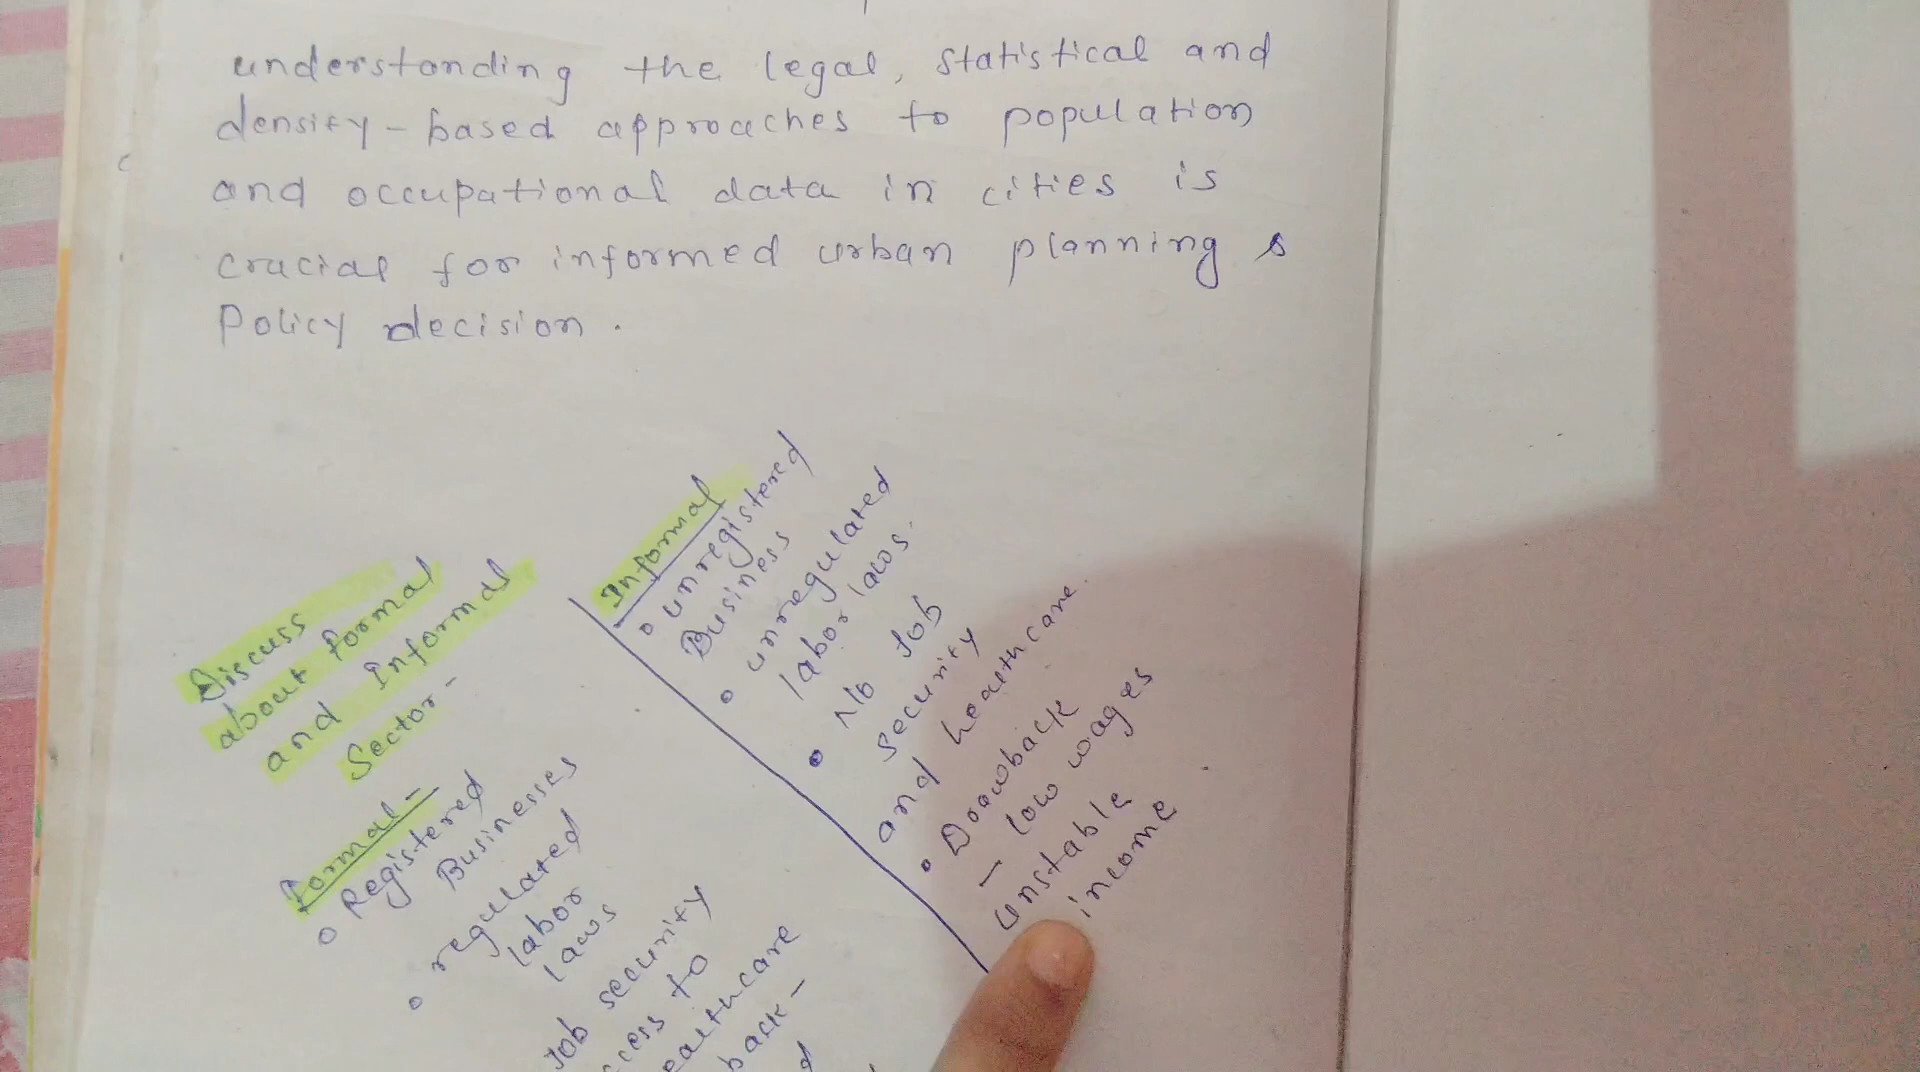 understanding the legal, statistical and
density-based approaches to population
and occupational data in cities is
crucial for informed urban planning &
Policy decision.
Discuss
about formal
and Informal
Sector-
Formal-
Registered
Businesses
regulated
labor
laws
Job security
to
back-
Informal
unregistered
Business
unregulated
labor laws.
No Job
security
and healthcare.
Drawback
- low wages
unstable
income